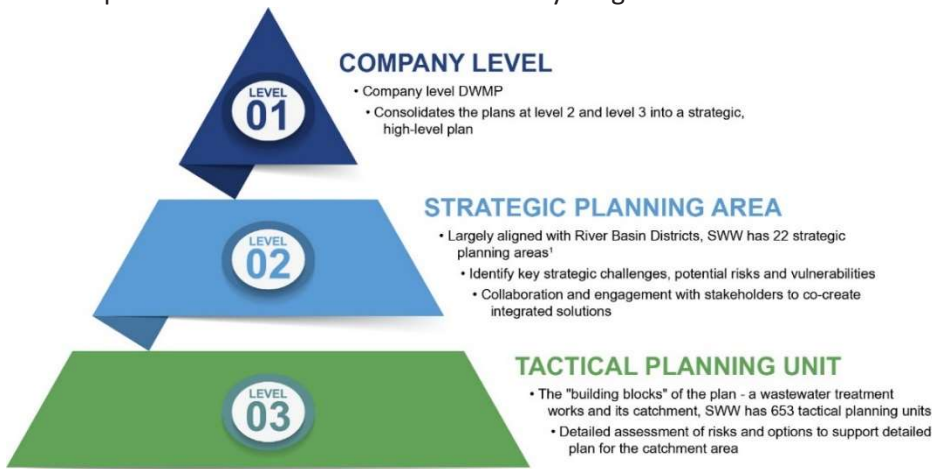 LEVEL
01
COMPANY LEVEL
• Company level DWMP
• Consolidates the plans at level 2 and level 3 into a strategic,
high-level plan
LEVEL
02
STRATEGIC PLANNING AREA
• Largely aligned with River Basin Districts, SWW has 22 strategic
planning areas¹
• Identify key strategic challenges, potential risks and vulnerabilities
• Collaboration and engagement with stakeholders to co-create
integrated solutions
LEVEL
03
TACTICAL PLANNING UNIT
• The "building blocks" of the plan - a wastewater treatment
works and its catchment, SWW has 653 tactical planning units
• Detailed assessment of risks and options to support detailed
plan for the catchment area